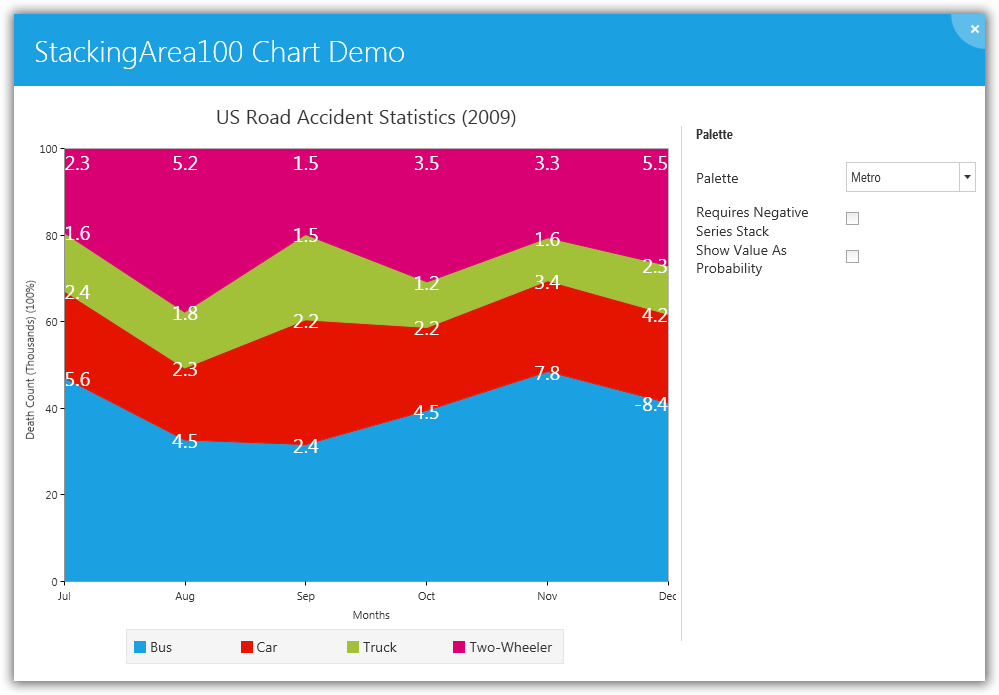 StackingArea100 Chart Demo
×
US Road Accident Statistics (2009)
Death Count (Thousands) (100%)
100
80
60
40
20
0
2.3 5.2 1.5 3.5 3.3 5.5
1.6 1.8 1.5 1.2 1.6 2.3
2.4 2.3 2.2 2.2 3.4 4.2
5.6 4.5 2.4 4.5 7.8 -8.4
Jul Aug Sep Oct Nov Dec
Months
Bus Car Truck Two-Wheeler
Palette
Palette Metro
Requires Negative
Series Stack
Show Value As
Probability